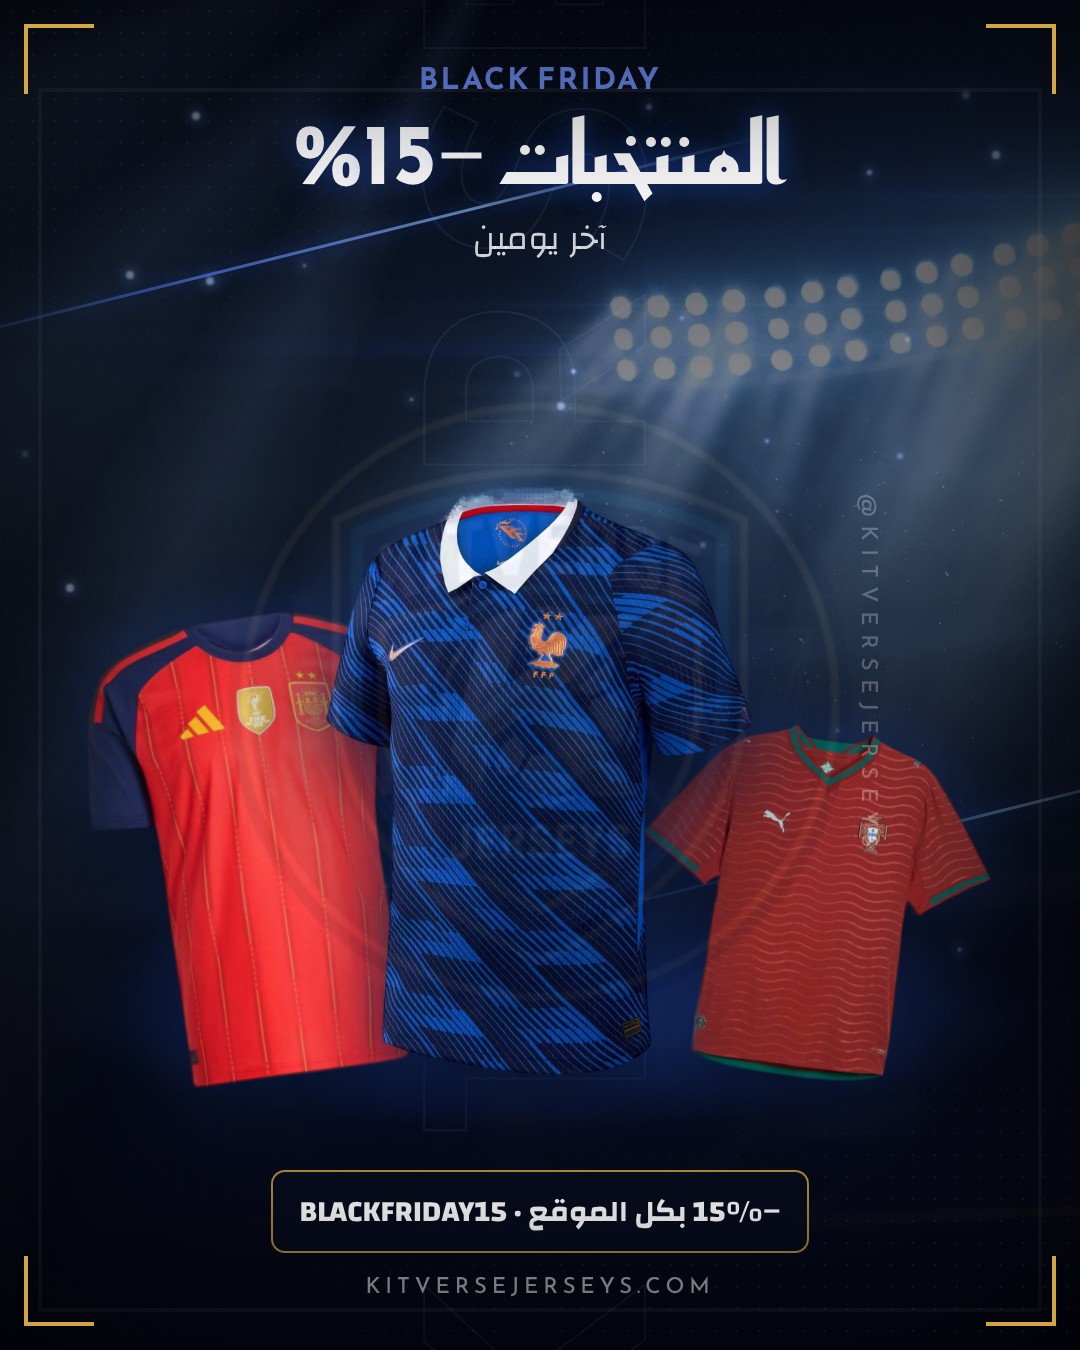 BLACK FRIDAY
المنتخبات –15%
آخر يومين
@KITVERSEJERSEYS
F.F.F
–15% بكل الموقع · BLACKFRIDAY15
KITVERSEJERSEYS.COM